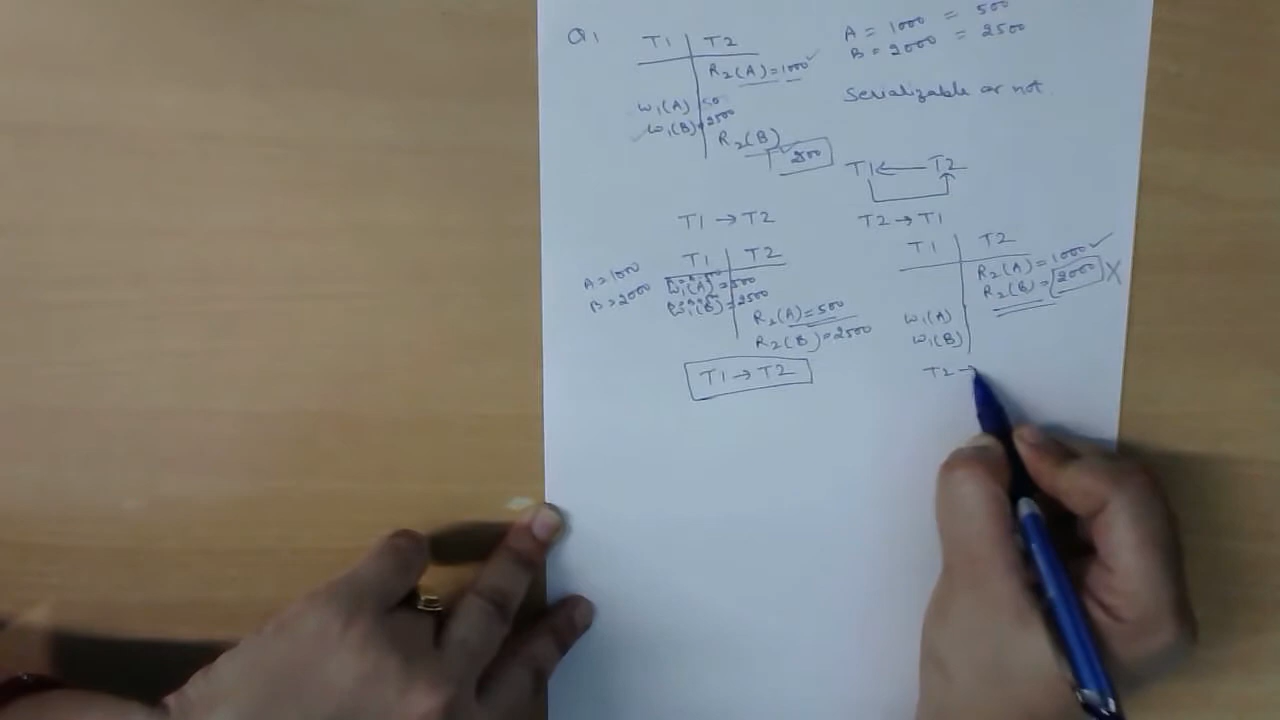 Q1
T1 T2
R2(A)=1000 ✓
W1(A)
W1(B)=2500
R2(B)
2500
A = 1000 = 500
B = 2000 = 2500
Serializable or not
T1 ← T2
T1 → T2
T2 → T1
A=1000
B=2000
T1 T2
W1(A)=500
W1(B)=2500
R2(A)=500
R2(B)=2500
T1 → T2
T1 T2
R2(A)=1000 ✓
R2(B)=2000 X
W1(A)
W1(B)
T2 →